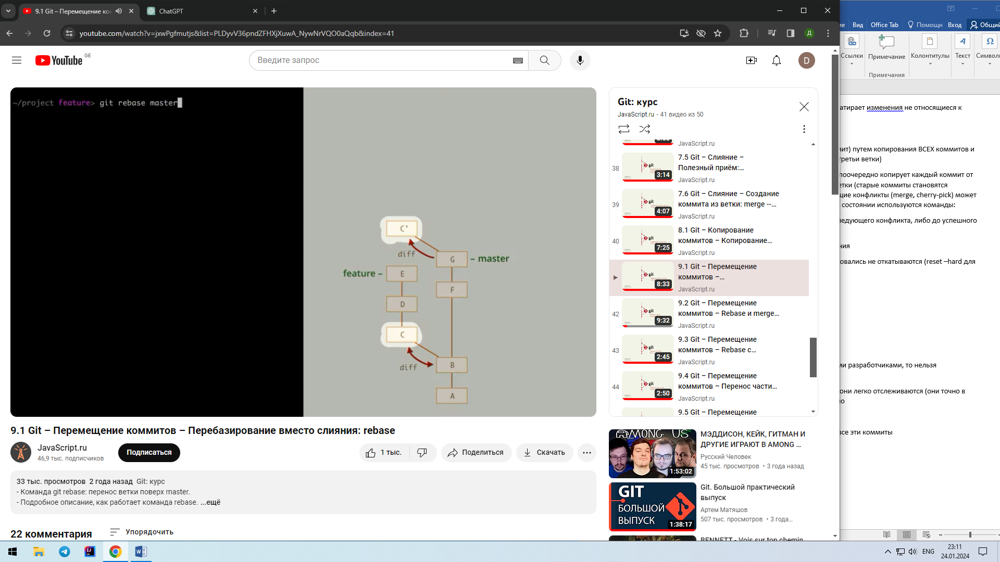 9.1 Git – Перемещение ко
ChatGPT
youtube.com/watch?v=jxwPgfmutjs&list=PLDyvV36pndZFHXjXuwA_NywNrVQO0aQqb&index=41
Д
Вид
Office Tab
Помощн
Вход
Общий
YouTube
GE
Введите запрос
D
Ссылки
Примечание
Колонтитулы
Текст
Символ
Примечания
~/project feature> git rebase master
C'
diff
G
– master
feature –
E
F
D
C
diff
B
A
Git: курс
JavaScript.ru - 41 видео из 50
JavaScript.ru
38
7.5 Git – Слияние –
Полезный приём:...
3:14
JavaScript.ru
39
7.6 Git – Слияние – Создание
коммита из ветки: merge --...
4:07
JavaScript.ru
40
8.1 Git – Копирование
коммитов – Копирование...
7:25
JavaScript.ru
9.1 Git – Перемещение
коммитов –...
8:33
JavaScript.ru
42
9.2 Git – Перемещение
коммитов – Rebase и merge...
9:32
JavaScript.ru
43
9.3 Git – Перемещение
коммитов – Rebase с...
2:45
JavaScript.ru
44
9.4 Git – Перемещение
коммитов – Перенос части...
2:50
JavaScript.ru
9.5 Git – Перемещение
атирает изменения не относящиеся к
мит) путем копирования ВСЕХ коммитов и
третьи ветки)
поочередно копирует каждый коммит от
етки (старые коммиты становятся
щие конфликты (merge, cherry-pick) может
состоянии используются команды:
ледующего конфликта, либо до успешного
ния
овались не откатываются (reset –hard для
ми разработчиками, то нельзя
они легко отслеживаются (они точно в
ю
все эти коммиты
9.1 Git – Перемещение коммитов – Перебазирование вместо слияния: rebase
JavaScript.ru
46,9 тыс. подписчиков
Подписаться
1 тыс.
Поделиться
Скачать
33 тыс. просмотров 2 года назад Git: курс
- Команда git rebase: перенос ветки поверх master.
- Подробное описание, как работает команда rebase. ...ещё
22 комментария
Упорядочить
AMONG US
1:53:02
МЭДДИСОН, КЕЙК, ГИТМАН И
ДРУГИЕ ИГРАЮТ В AMONG ...
Русский Человек
45 тыс. просмотров • 3 года назад
GIT
БОЛЬШОЙ
ВЫПУСК
1:38:17
Git. Большой практический
выпуск
Артем Матяшов
507 тыс. просмотров • 3 года...
BENNETT - Vois sur ton chemin
ENG
23:11
24.01.2024